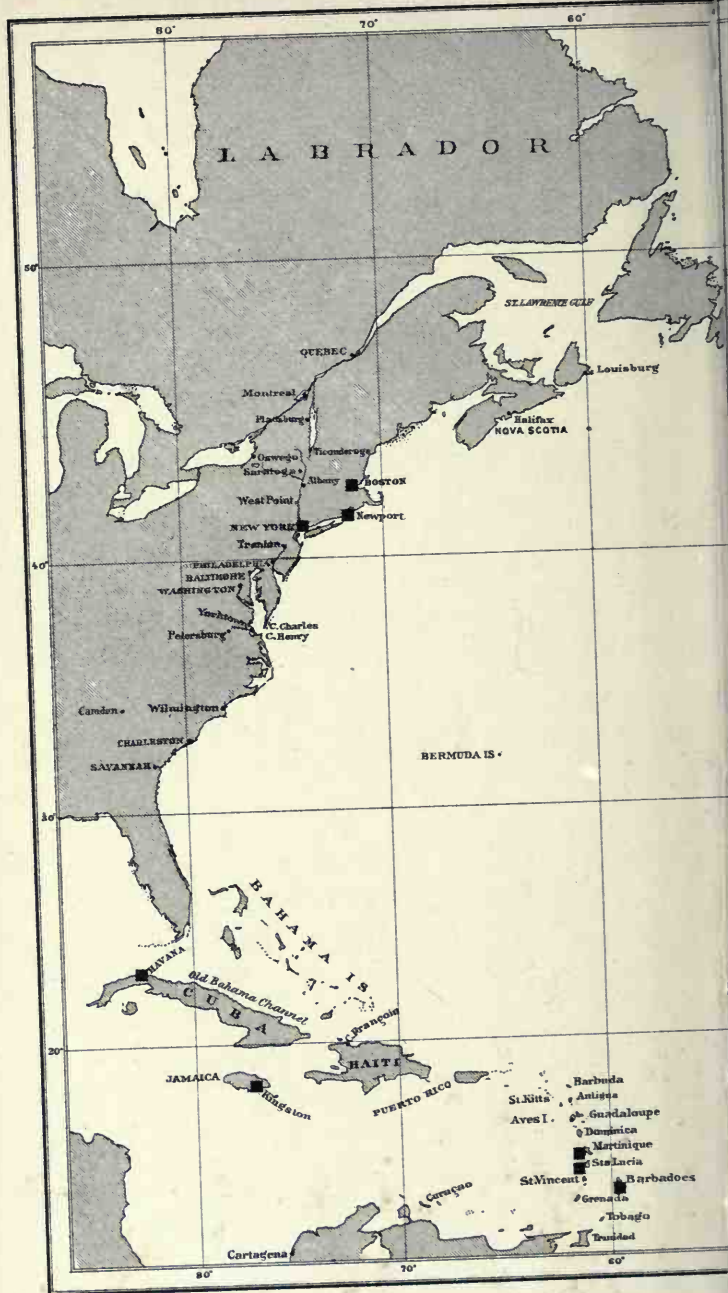 80°
70°
60°
LABRADOR
50°
ST. LAWRENCE GULF
QUEBEC
Louisburg
Montreal
Plattsburg
Halifax
NOVA SCOTIA
Oswego
Ticonderoga
Saratoga
Albany
BOSTON
West Point
Newport
NEW YORK
Trenton
40°
PHILADELPHIA
BALTIMORE
WASHINGTON
Yorktown
C. Charles
Petersburg
C. Henry
Camden
Wilmington
CHARLESTON
BERMUDA IS
SAVANNAH
30°
BAHAMA IS
HAVANA
Old Bahama Channel
CUBA
C. François
20°
HAITI
JAMAICA
Kingston
PUERTO RICO
Barbuda
St. Kitts
Antigua
Aves I.
Guadaloupe
Dominica
Martinique
Sta Lucia
St. Vincent
Barbadoes
Curaçao
Grenada
Tobago
Trinidad
Cartagena
80°
70°
60°